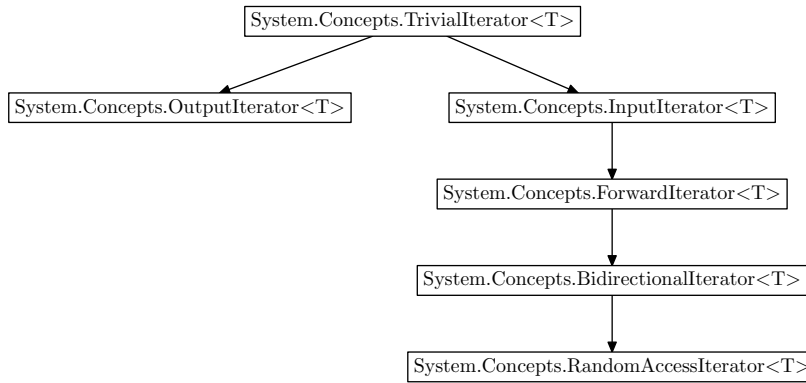 System.Concepts.TrivialIterator<T>
System.Concepts.OutputIterator<T>
System.Concepts.InputIterator<T>
System.Concepts.ForwardIterator<T>
System.Concepts.BidirectionalIterator<T>
System.Concepts.RandomAccessIterator<T>